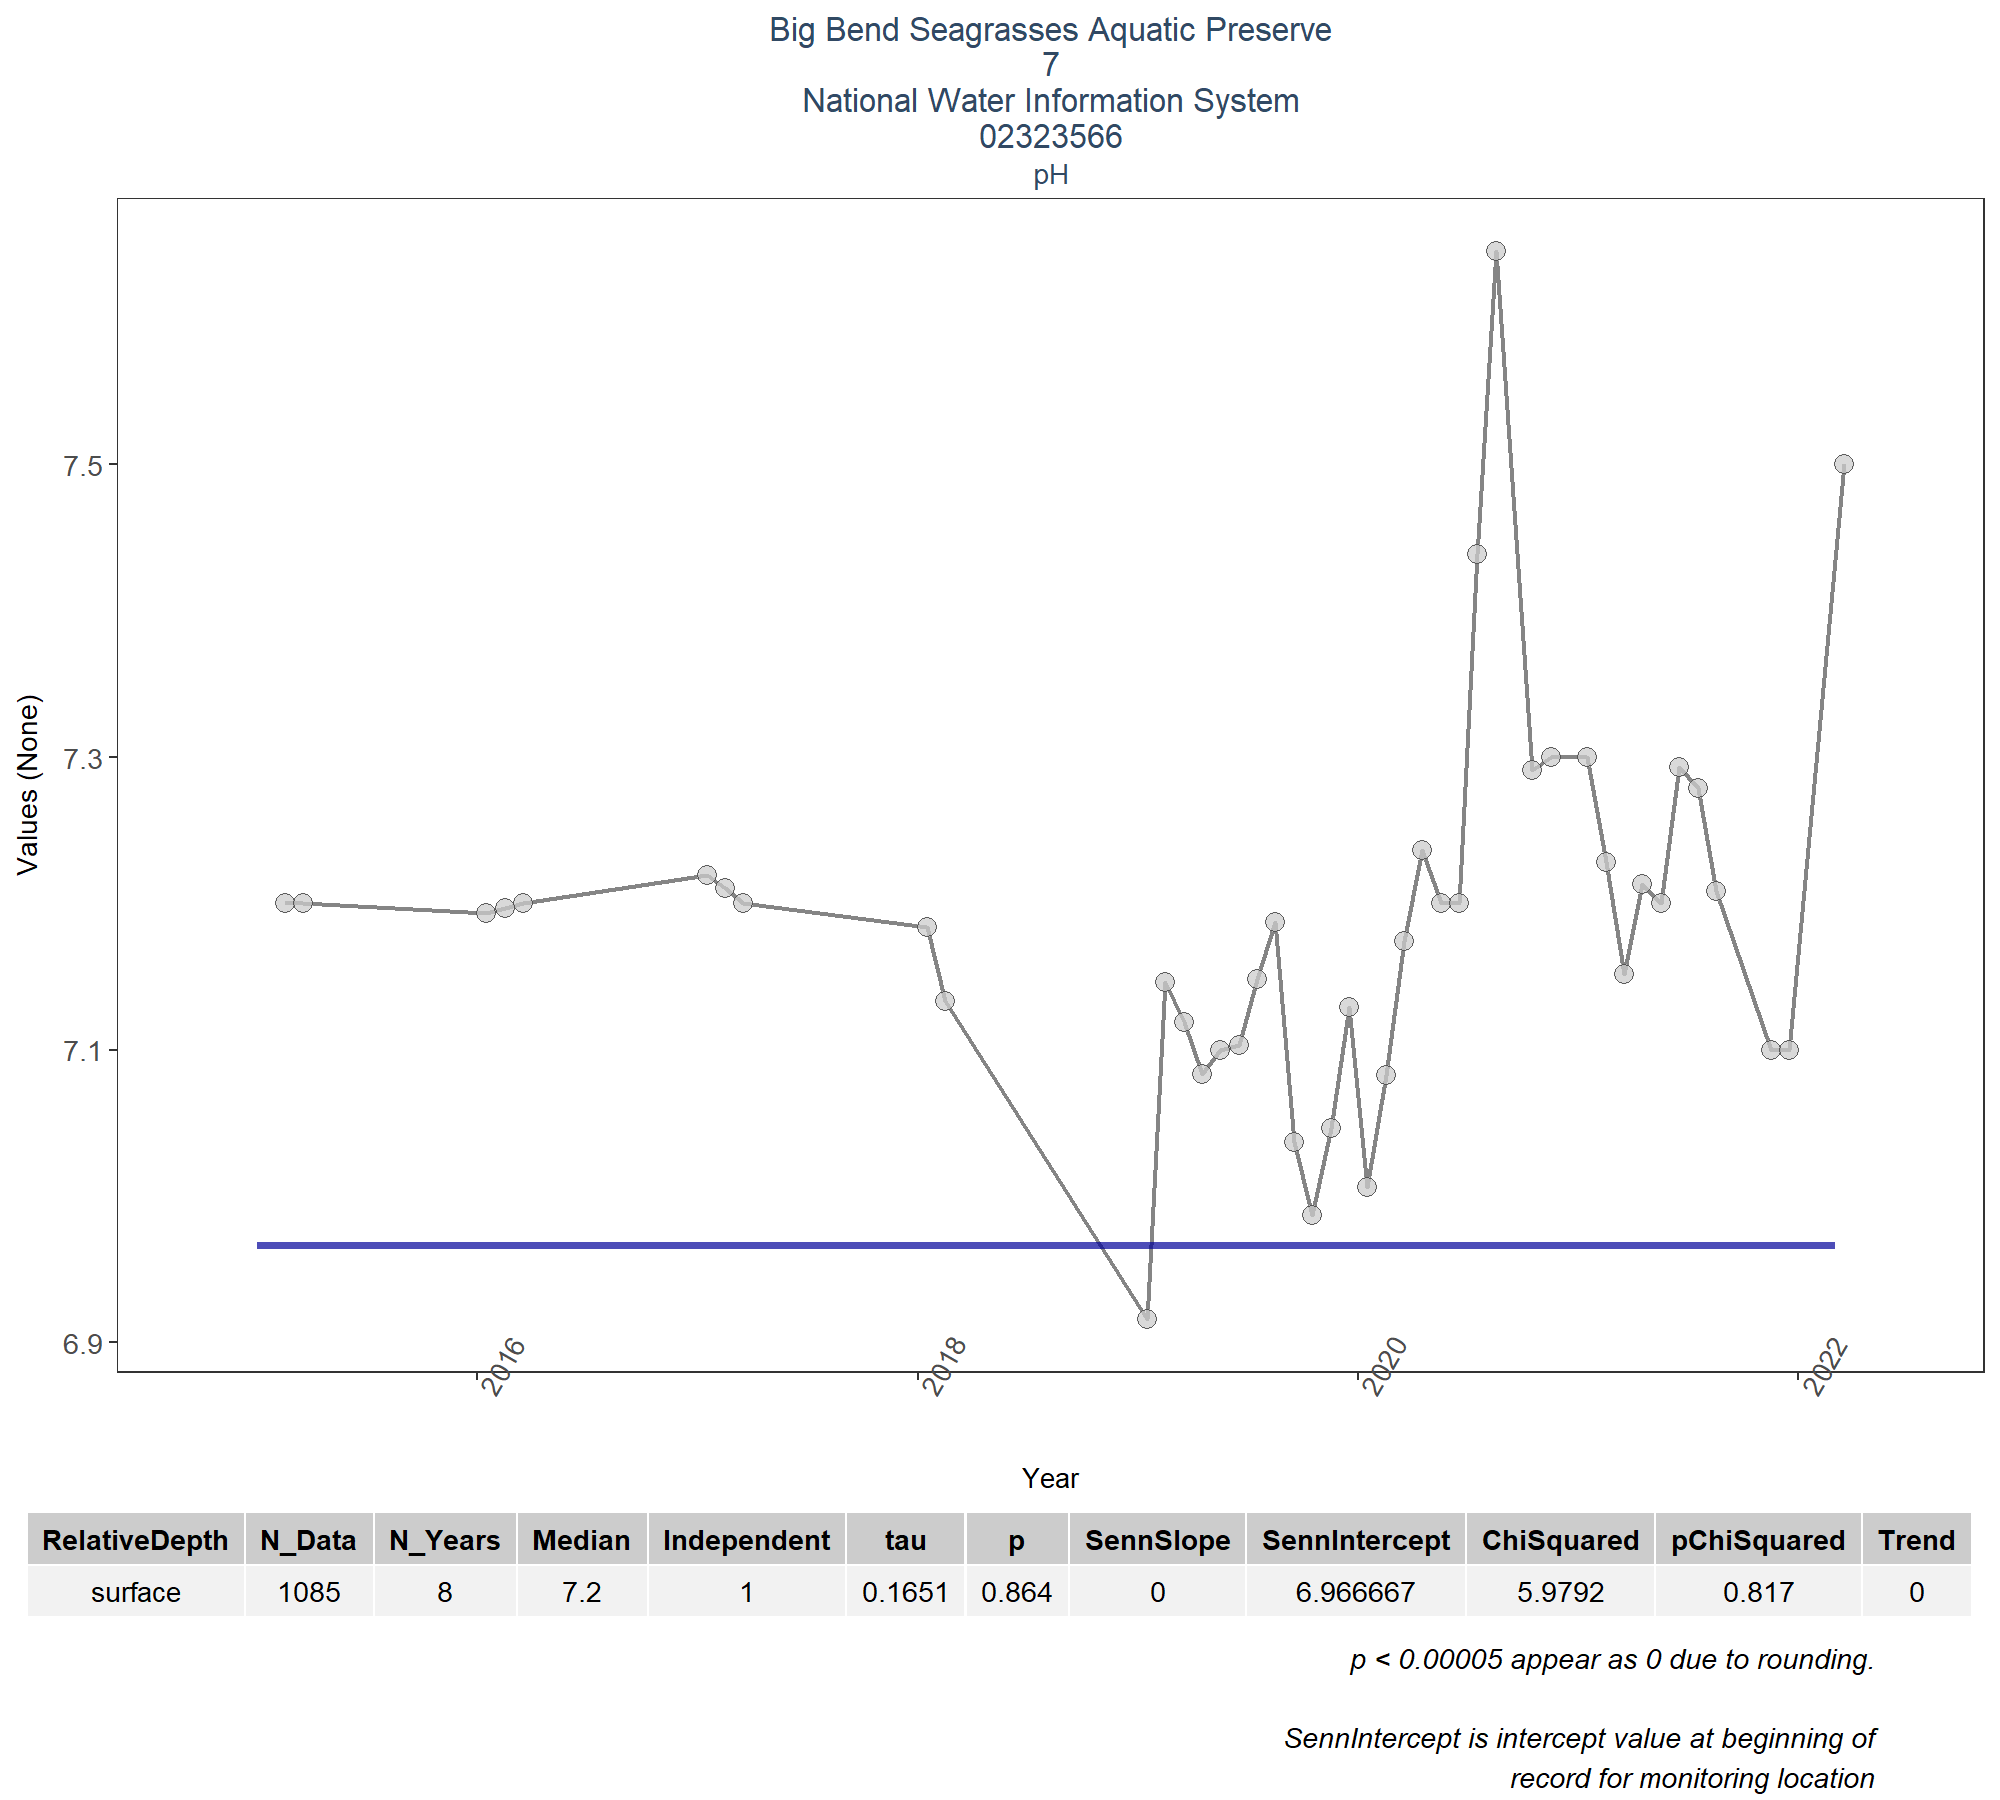 Big Bend Seagrasses Aquatic Preserve
7
National Water Information System
02323566
pH
7.5
7.3
7.1
6.9
Values (None)
2016
2018
2020
2022
Year
RelativeDepth N_Data N_Years Median Independent tau p SennSlope SennIntercept ChiSquared pChiSquared Trend
surface 1085 8 7.2 1 0.1651 0.864 0 6.966667 5.9792 0.817 0
p < 0.00005 appear as 0 due to rounding.
SennIntercept is intercept value at beginning of
record for monitoring location